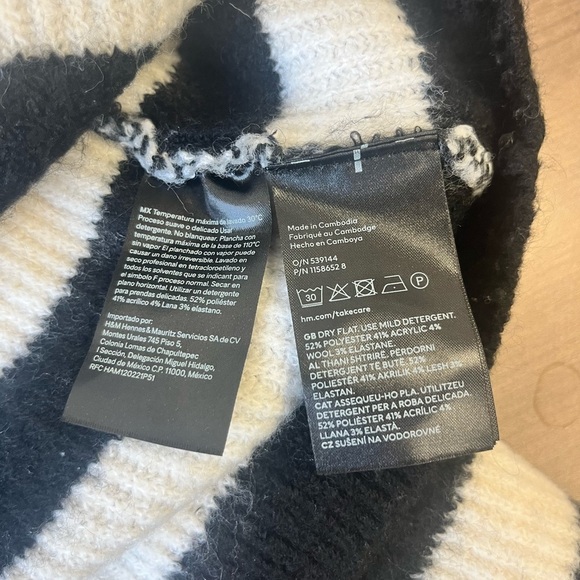 MX Temperatura máxima de lavado 30°C
Proceso suave o delicado Usar
detergente. No blanquear. Plancha con
temperatura máxima de la base de 110°C
sin vapor El planchado con vapor puede
causar un dano irreversible. Lavado en
seco profesional en tetracloroetileno y
todos los solventes que se indican para
el simbolo F proceso normal. Secar en
plano horizontal. Utilizar un detergente
para prendas delicadas. 52% poliéster
41% acrílico 4% Lana 3% elastano.
Importado por:
H&M Hennes & Mauritz Servicios SA de CV
Montes Urales 745 Piso 5,
Colonia Lomas de Chapultepec
I Sección, Delegación Miguel Hidalgo,
Ciudad de México C.P. 11000, México
RFC HAM120221P51
Made in Cambodia
Fabriqué au Cambodge
Hecho en Camboya
O/N 539144
P/N 1158652 8
30 P
hm.com/takecare
GB DRY FLAT. USE MILD DETERGENT.
52% POLYESTER 41% ACRYLIC 4%
WOOL 3% ELASTANE
AL THANI SHTRIRË. PËRDORNI
DETERGJENT TË BUTË. 52%
POLIESTËR 41% AKRILIK 4% LESH 3%
ELASTAN.
CAT ASSEQUEU-HO PLA. UTILITZEU
DETERGENT PER A ROBA DELICADA.
52% POLIÈSTER 41% ACRÍLIC 4%
LLANA 3% ELASTÀ.
CZ SUŠENÍ NA VODOROVNÉ